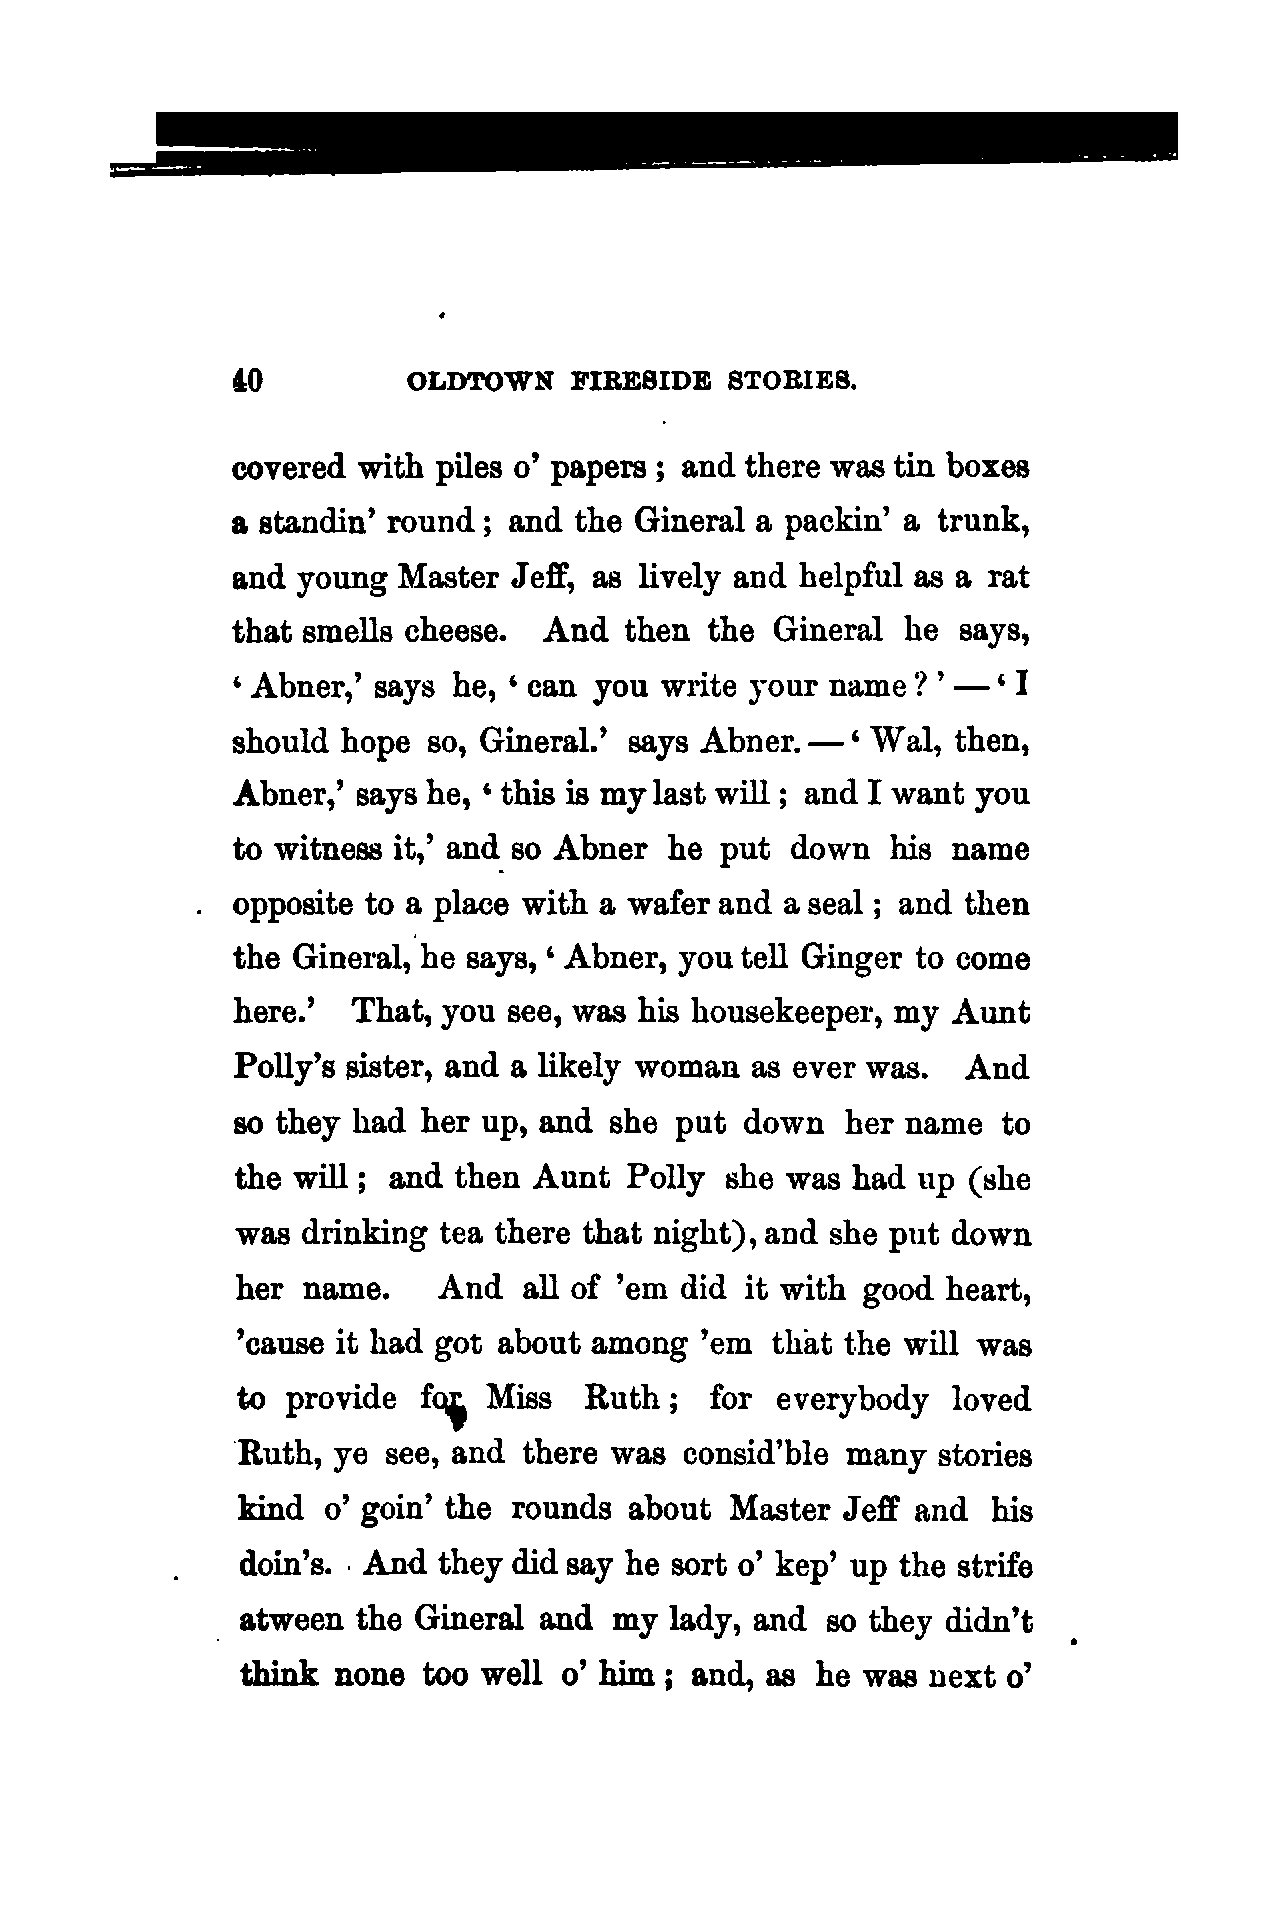 40 OLDTOWN FIRESIDE STORIES.
covered with piles o' papers; and there was tin boxes
a standin' round; and the Gineral a packin' a trunk,
and young Master Jeff, as lively and helpful as a rat
that smells cheese. And then the Gineral he says,
‘Abner,’ says he, ‘can you write your name?’—‘I
should hope so, Gineral.’ says Abner.—‘Wal, then,
Abner,’ says he, ‘this is my last will; and I want you
to witness it,’ and so Abner he put down his name
opposite to a place with a wafer and a seal; and then
the Gineral, he says, ‘Abner, you tell Ginger to come
here.’ That, you see, was his housekeeper, my Aunt
Polly's sister, and a likely woman as ever was. And
so they had her up, and she put down her name to
the will; and then Aunt Polly she was had up (she
was drinking tea there that night), and she put down
her name. And all of 'em did it with good heart,
'cause it had got about among 'em that the will was
to provide for Miss Ruth; for everybody loved
Ruth, ye see, and there was consid'ble many stories
kind o' goin' the rounds about Master Jeff and his
doin's. And they did say he sort o' kep' up the strife
atween the Gineral and my lady, and so they didn't
think none too well o' him; and, as he was next o'